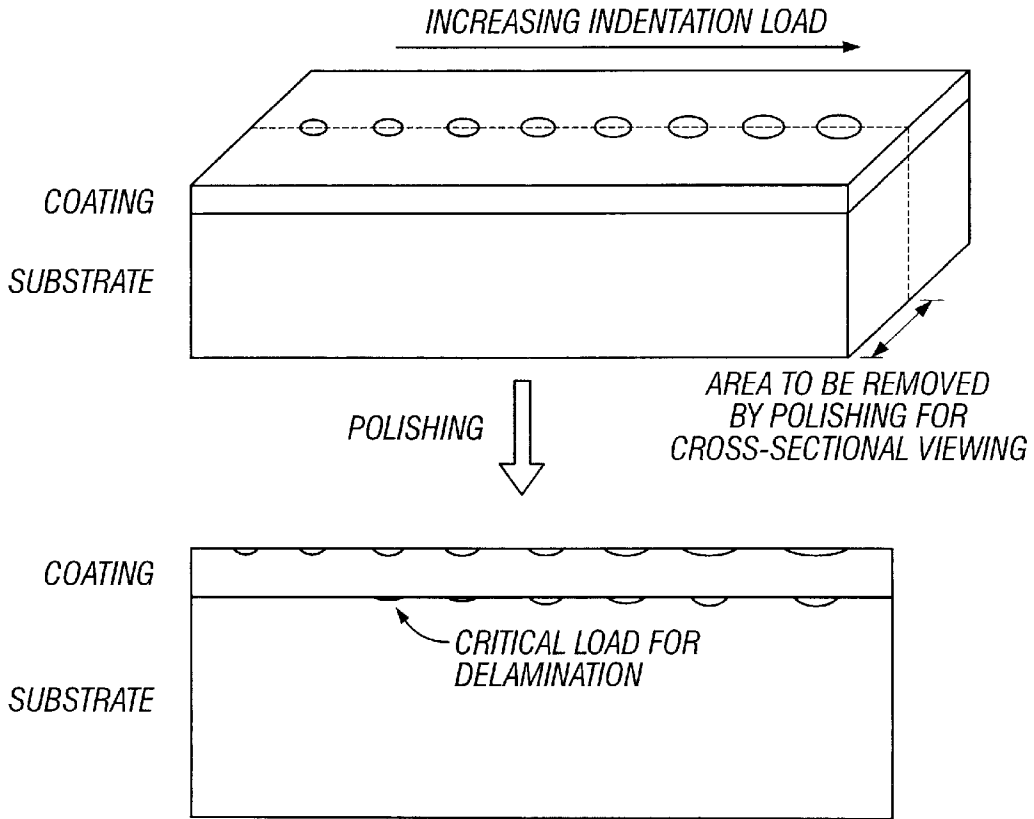 INCREASING INDENTATION LOAD
COATING
SUBSTRATE
AREA TO BE REMOVED
BY POLISHING FOR
CROSS-SECTIONAL VIEWING
POLISHING
COATING
CRITICAL LOAD FOR
DELAMINATION
SUBSTRATE